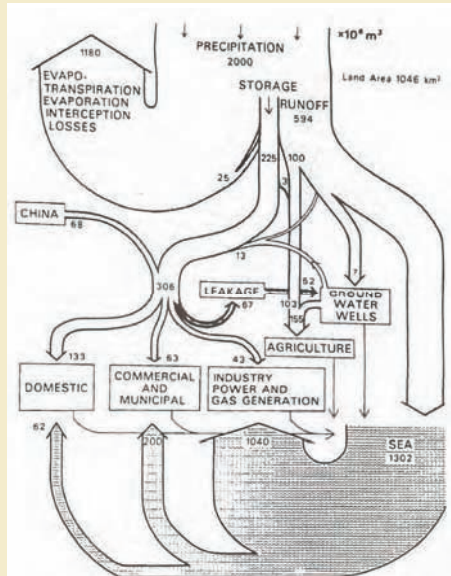 ×10⁶ m³
PRECIPITATION
2000
Land Area 1046 km²
1180
EVAPO-
TRANSPIRATION
EVAPORATION
INTERCEPTION
LOSSES
STORAGE
RUNOFF
594
225
100
25
3
CHINA
68
13
?
306
LEAKAGE
67
52
103
155
GROUND
WATER
WELLS
AGRICULTURE
133
63
43
DOMESTIC
COMMERCIAL
AND
MUNICIPAL
INDUSTRY
POWER AND
GAS GENERATION
62
200
1040
SEA
1302